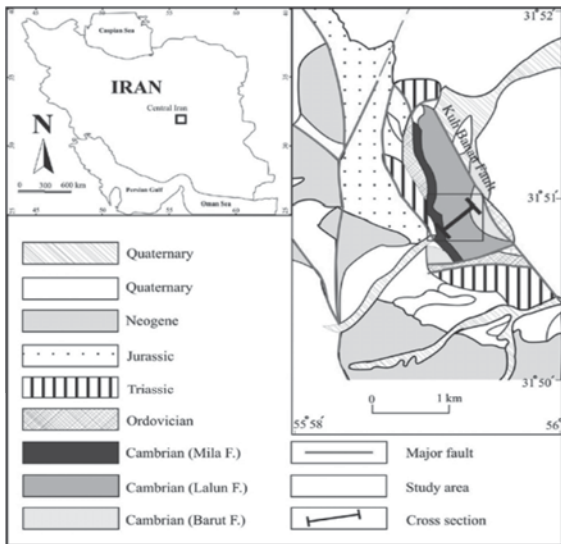 Caspian Sea
IRAN
Central Iran
N
0 300 600 km
Persian Gulf
Oman Sea
31° 52′
Kuh Banan Fault
31° 51′
31° 50′
0 1 km
55° 58′
56°
Quaternary
Quaternary
Neogene
Jurassic
Triassic
Ordovician
Cambrian (Mila F.)
Cambrian (Lalun F.)
Cambrian (Barut F.)
Major fault
Study area
Cross section